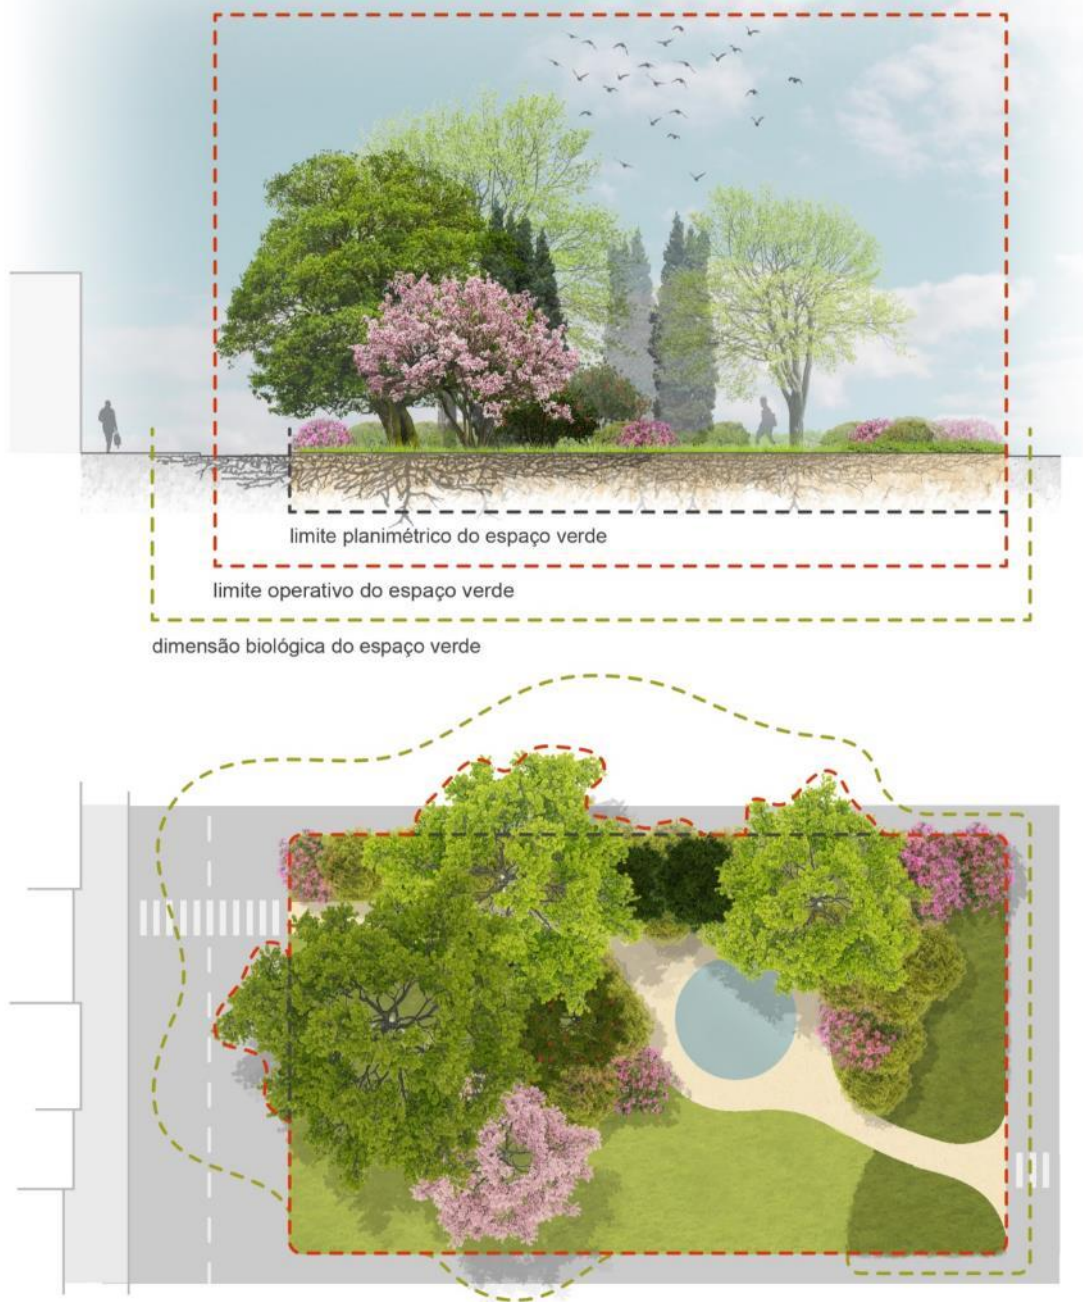 limite planimétrico do espaço verde
limite operativo do espaço verde
dimensão biológica do espaço verde